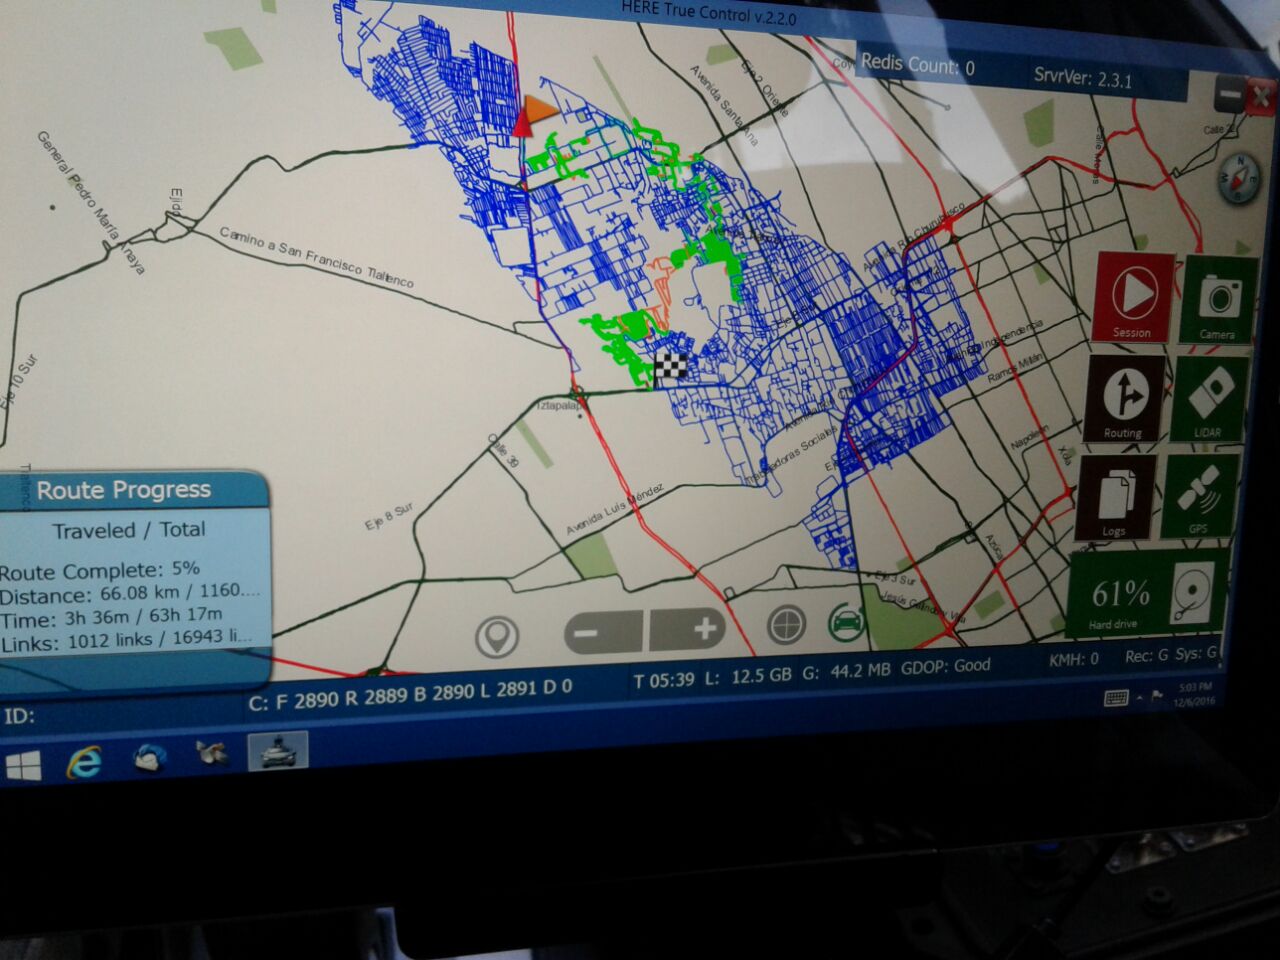 HERE True Control v.2.2.0
Redis Count: 0
SrvrVer: 2.3.1
Avenida Santa Ana
Eje 2 Oriente
General Pedro María Anaya
Ejido
Camino a San Francisco Tlaltenco
Eje 10 Sur
Iztapalapa
Calle 39
Eje 8 Sur
Avenida Luis Méndez
Ramos Millán
Napoleon
Xola
Eje 3 Sur
N
E
W
Session
Camera
Routing
LIDAR
Logs
GPS
61%
Hard drive
Route Progress
Traveled / Total
Route Complete: 5%
Distance: 66.08 km / 1160....
Time: 3h 36m / 63h 17m
Links: 1012 links / 16943 li...
ID:
C: F 2890 R 2889 B 2890 L 2891 D 0
T 05:39 L: 12.5 GB G: 44.2 MB GDOP: Good
KMH: 0
Rec: G Sys: G
5:03 PM
12/6/2016